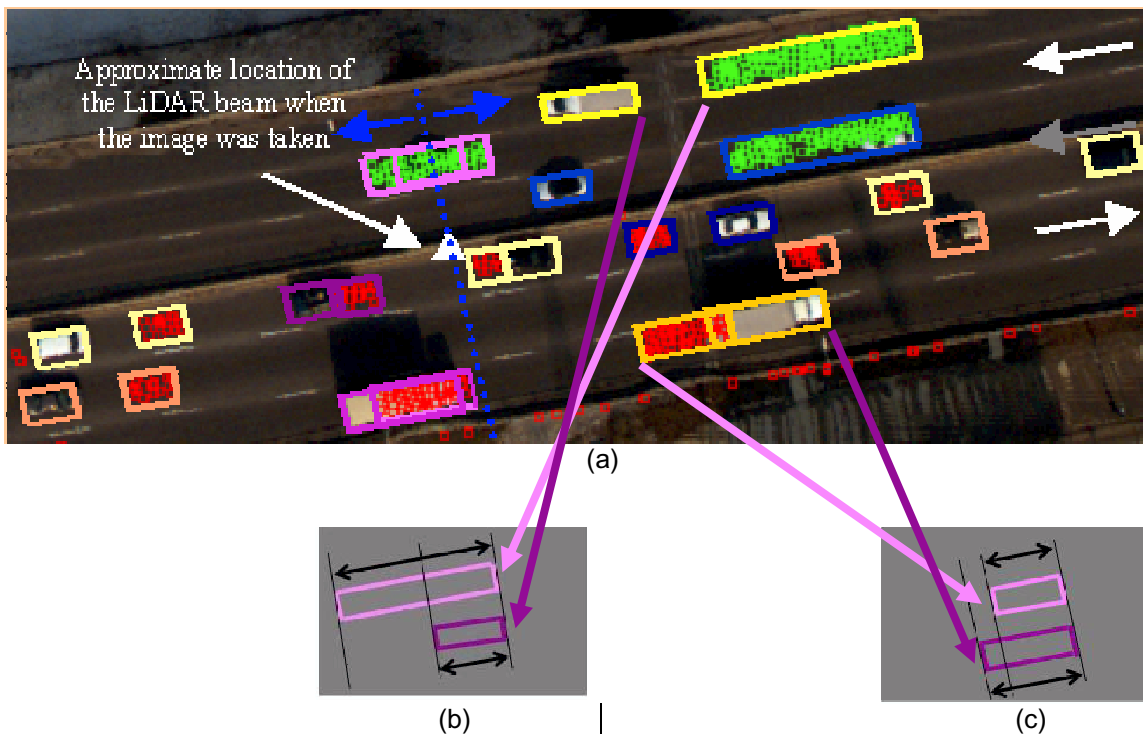 Approximate location of
the LiDAR beam when
the image was taken
(a)
(b)
(c)